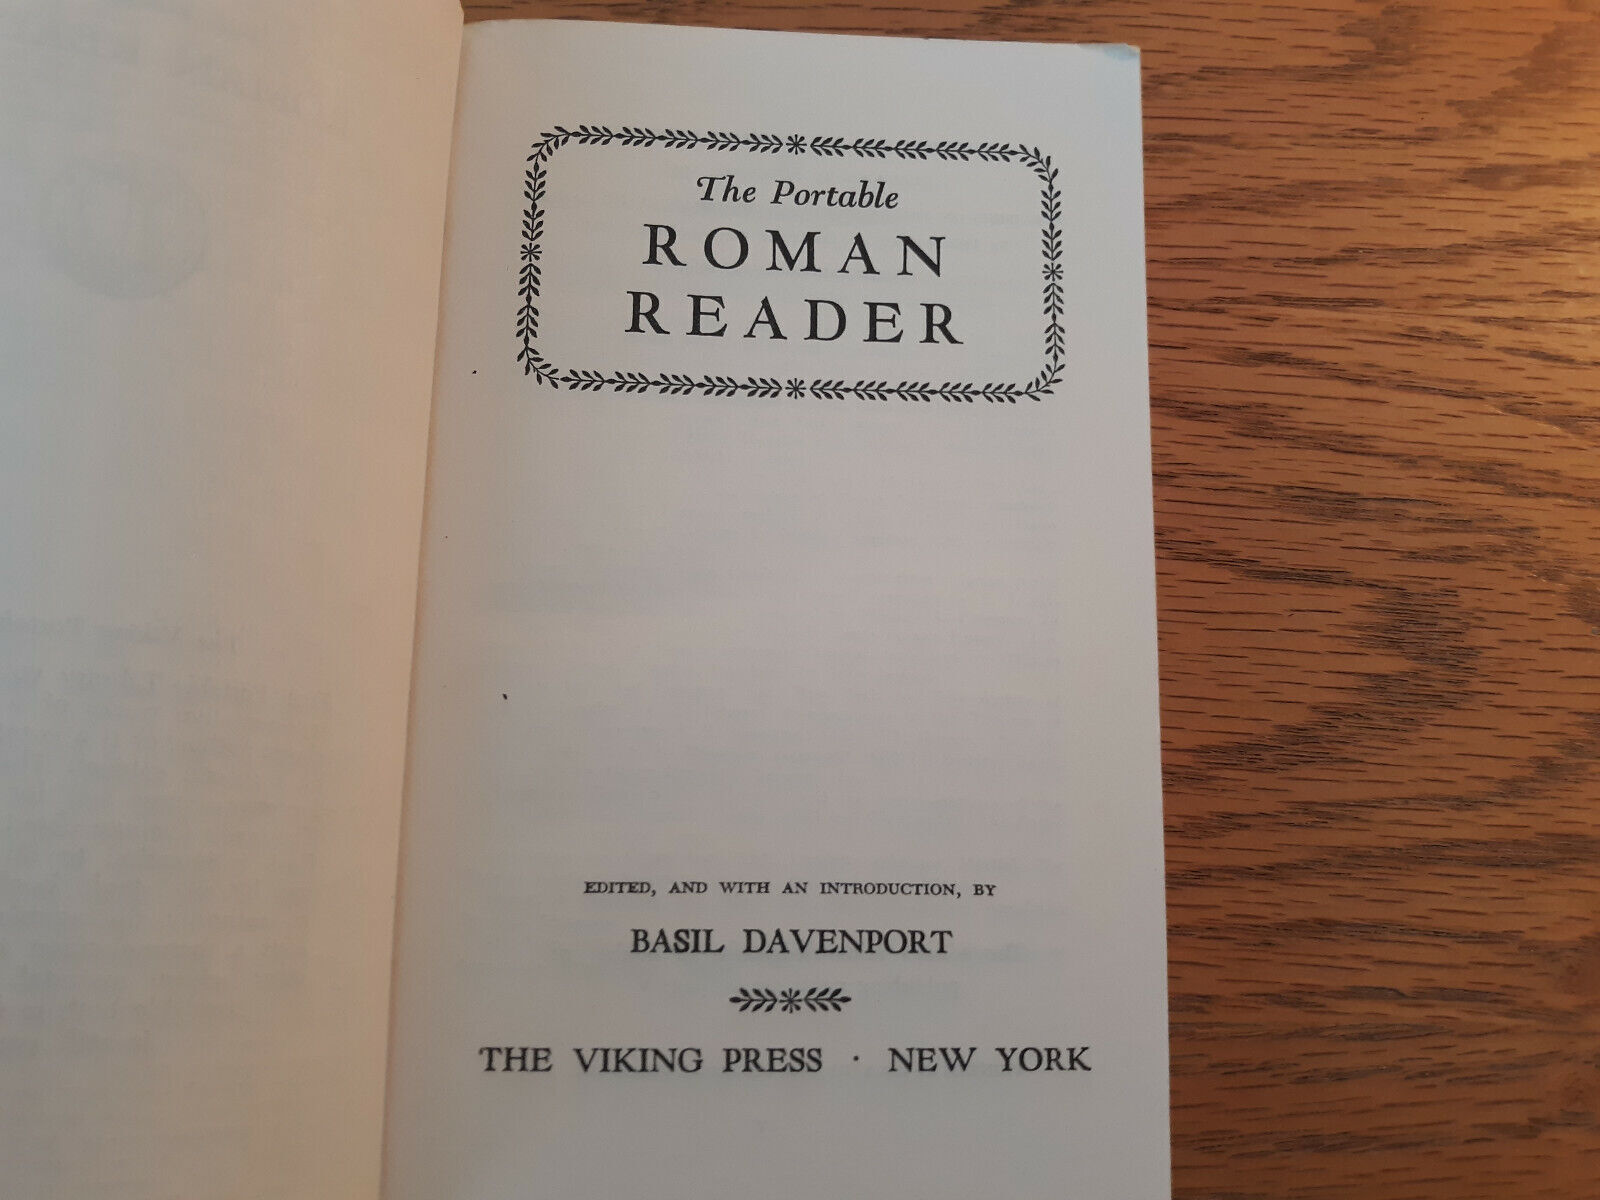 The Portable
ROMAN
READER
EDITED, AND WITH AN INTRODUCTION, BY
BASIL DAVENPORT
THE VIKING PRESS · NEW YORK